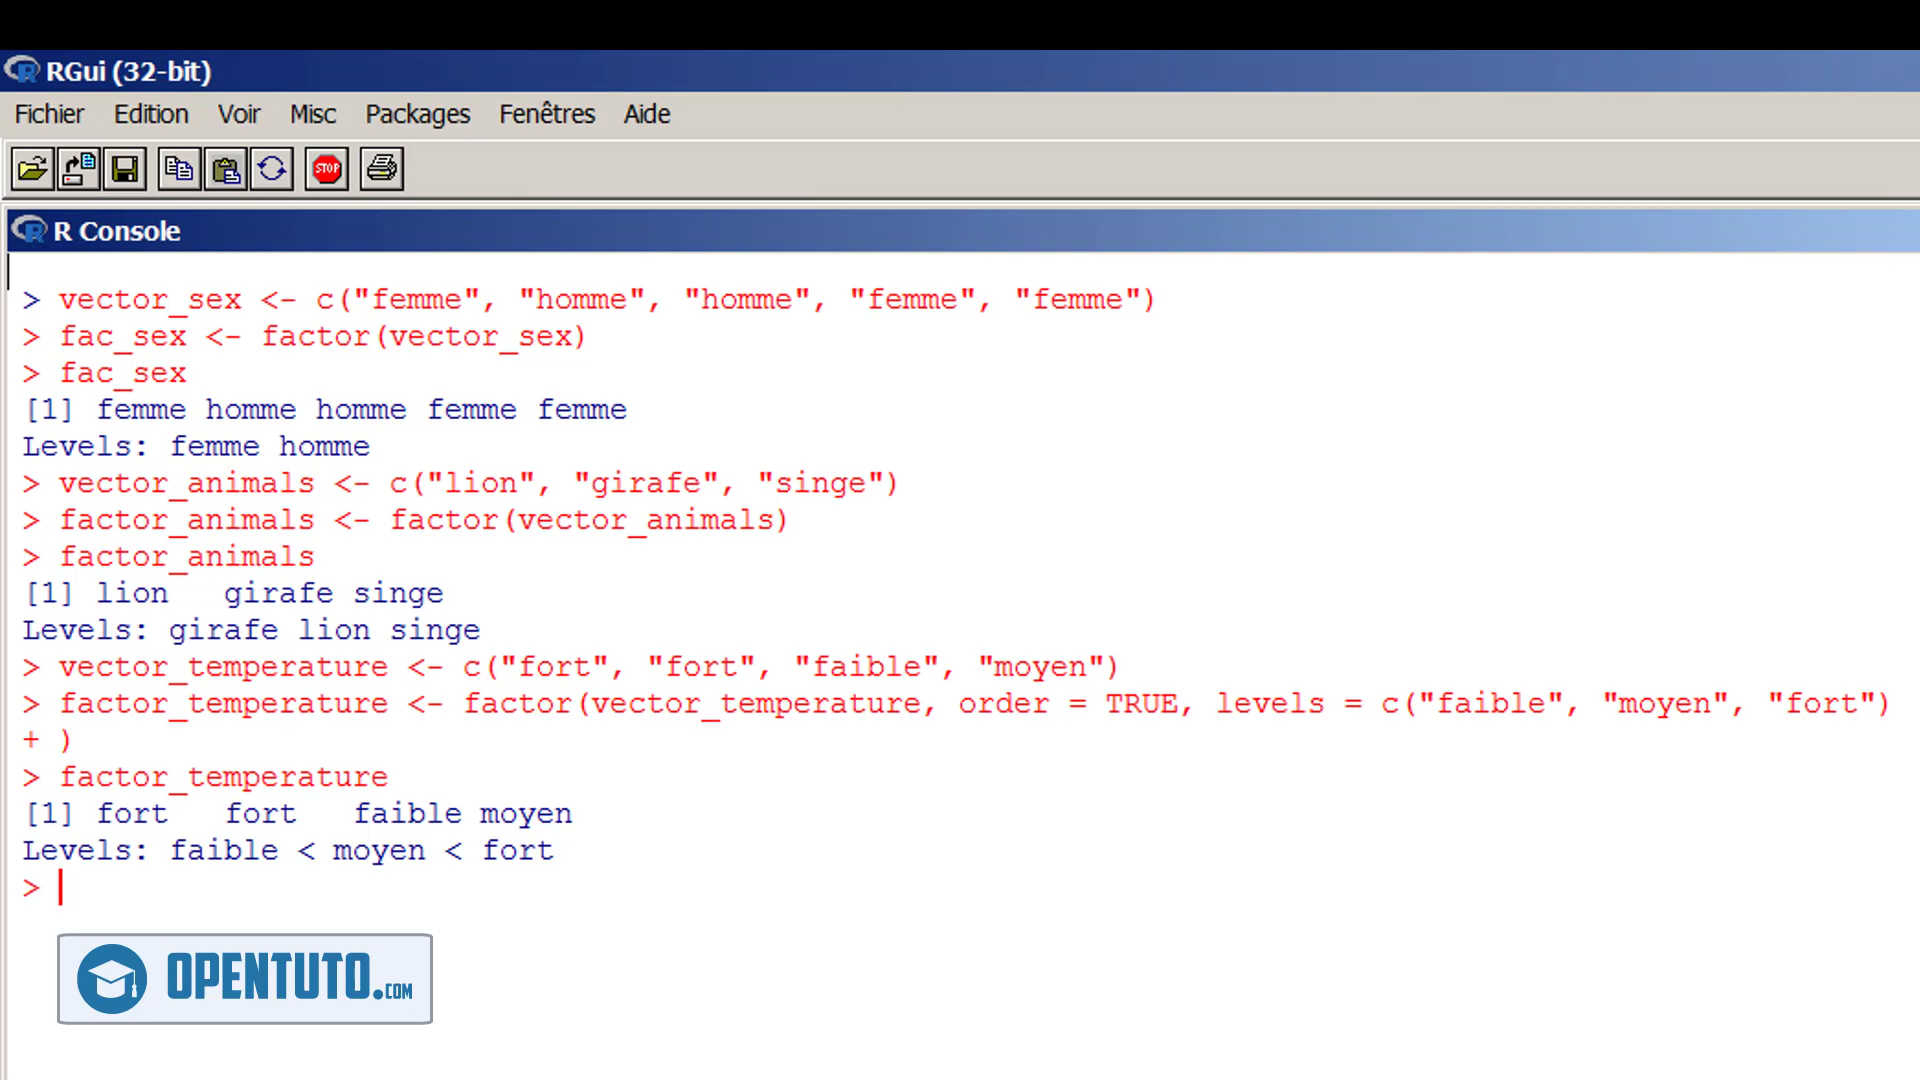 RGui (32-bit)
Fichier Edition Voir Misc Packages Fenêtres Aide
STOP
R Console
> vector_sex <- c("femme", "homme", "homme", "femme", "femme")
> fac_sex <- factor(vector_sex)
> fac_sex
[1] femme homme homme femme femme
Levels: femme homme
> vector_animals <- c("lion", "girafe", "singe")
> factor_animals <- factor(vector_animals)
> factor_animals
[1] lion   girafe singe
Levels: girafe lion singe
> vector_temperature <- c("fort", "fort", "faible", "moyen")
> factor_temperature <- factor(vector_temperature, order = TRUE, levels = c("faible", "moyen", "fort")
+ )
> factor_temperature
[1] fort   fort   faible moyen
Levels: faible < moyen < fort
>
OPENTUTO.COM